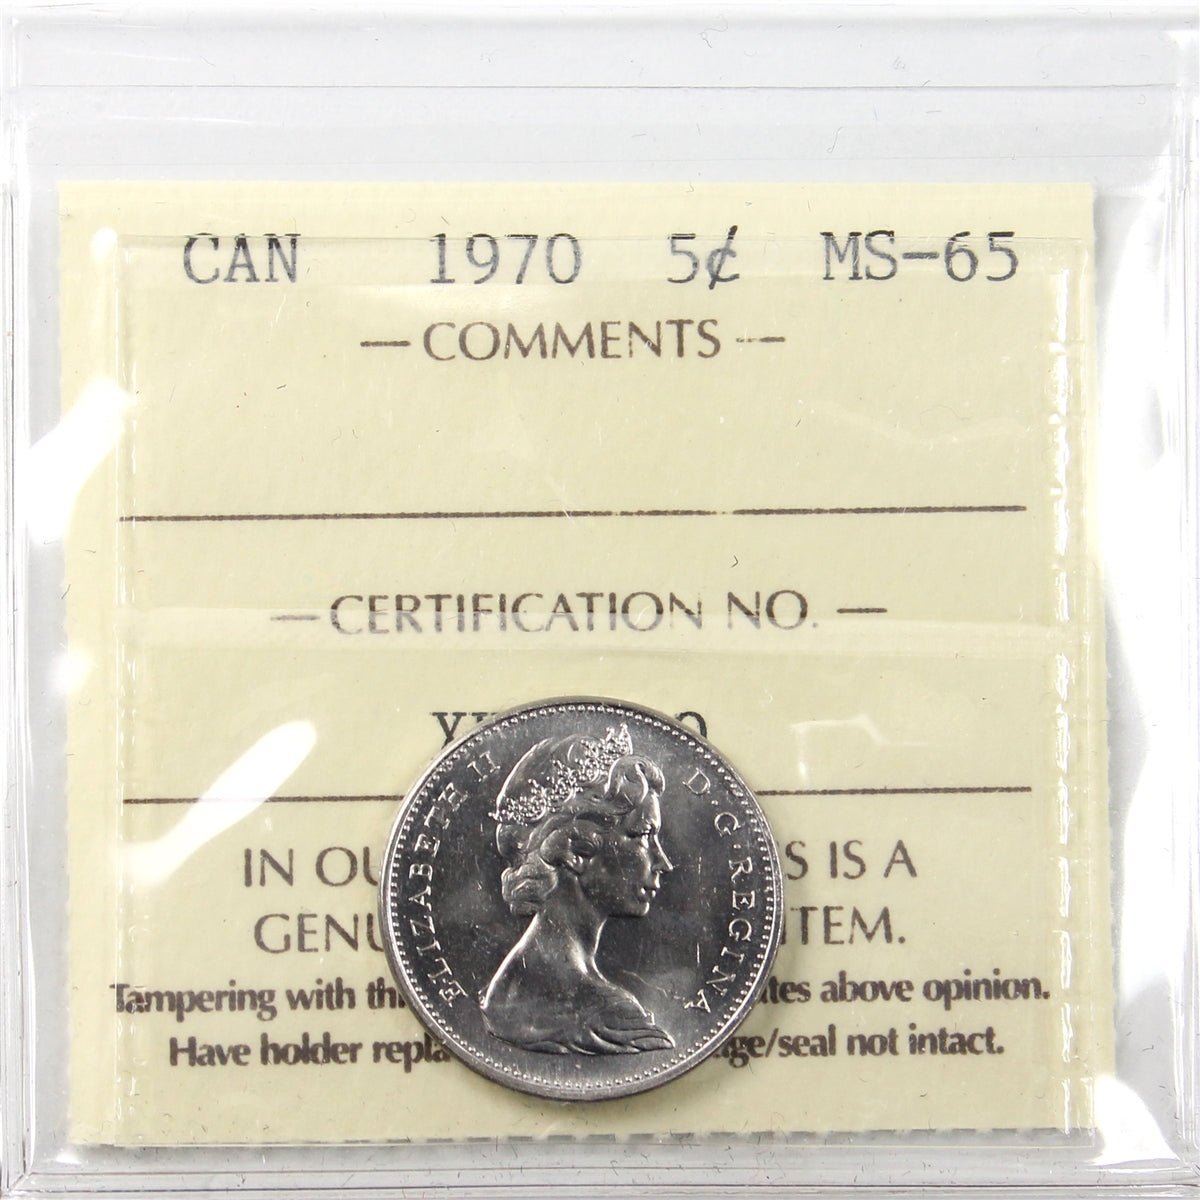 CAN 1970 5¢ MS-65
— COMMENTS —
— CERTIFICATION NO. —
ELIZABETH II D·G·REGINA
IN OU S IS A
GENU ITEM.
Tampering with thi tes above opinion.
Have holder repla ge/seal not intact.